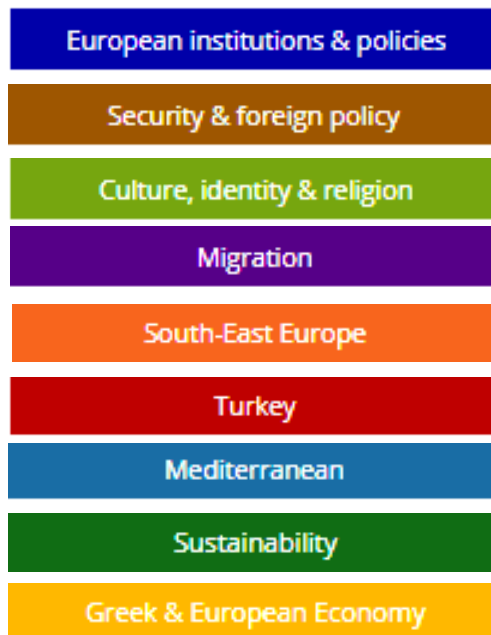 European institutions & policies
Security & foreign policy
Culture, identity & religion
Migration
South-East Europe
Turkey
Mediterranean
Sustainability
Greek & European Economy